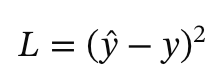 L = (ŷ − y)²